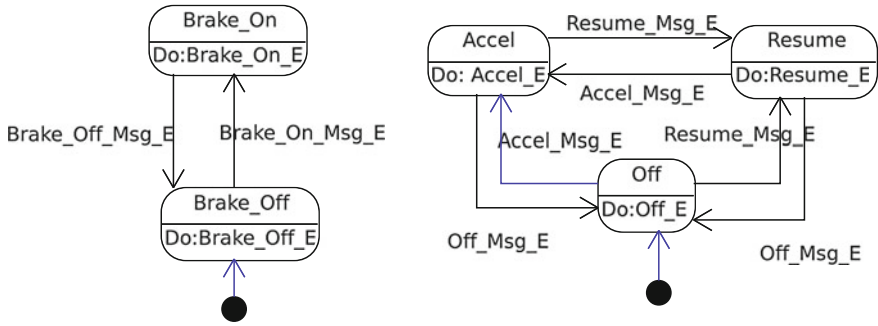 Brake_On
Do:Brake_On_E
Brake_Off_Msg_E
Brake_On_Msg_E
Brake_Off
Do:Brake_Off_E
Accel
Do: Accel_E
Resume_Msg_E
Resume
Do:Resume_E
Accel_Msg_E
Accel_Msg_E
Resume_Msg_E
Off
Do:Off_E
Off_Msg_E
Off_Msg_E